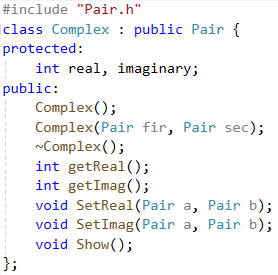 #include "Pair.h"
class Complex : public Pair {
protected:
    int real, imaginary;
public:
    Complex();
    Complex(Pair fir, Pair sec);
    ~Complex();
    int getReal();
    int getImag();
    void SetReal(Pair a, Pair b);
    void SetImag(Pair a, Pair b);
    void Show();
};